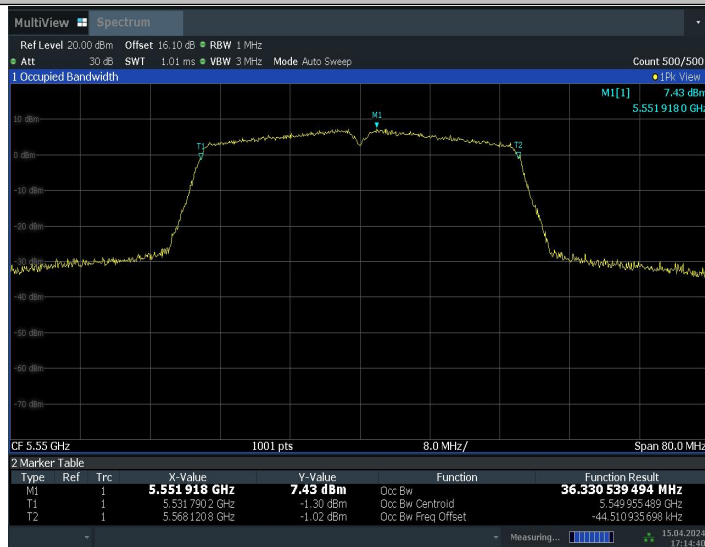 MultiView Spectrum
Ref Level 20.00 dBm Offset 16.10 dB RBW 1 MHz
Att 30 dB SWT 1.01 ms VBW 3 MHz Mode Auto Sweep Count 500/500
1 Occupied Bandwidth 1Pk View
M1[1] 7.43 dBm
5.551 918 0 GHz
M1
10 dBm
T1
T2
0 dBm
-10 dBm
-20 dBm
-30 dBm
-40 dBm
-50 dBm
-60 dBm
-70 dBm
CF 5.55 GHz 1001 pts 8.0 MHz/ Span 80.0 MHz
2 Marker Table
Type Ref Trc X-Value Y-Value Function Function Result
M1 1 5.551 918 GHz 7.43 dBm Occ Bw 36.330 539 494 MHz
T1 1 5.531 790 2 GHz -1.30 dBm Occ Bw Centroid 5.549 955 489 GHz
T2 1 5.568 120 8 GHz -1.02 dBm Occ Bw Freq Offset -44.510 935 698 kHz
Measuring... 15.04.2024
17:14:40